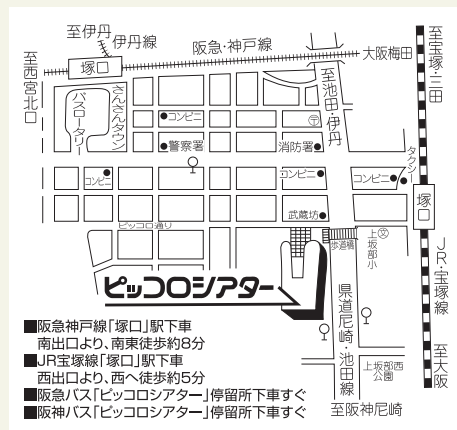 至伊丹
伊丹線
阪急・神戸線
大阪梅田
至宝塚・三田
至西宮北口
塚口
至池田・伊丹
バスロータリー
さんさんタウン
コンビニ
警察署
消防署
タクシー
コンビニ
コンビニ
コンビニ
塚口
武蔵坊
ピッコロ通り
歩道橋
上坂部小
JR・宝塚線
ピッコロシアター
県道尼崎・池田線
■阪急神戸線「塚口」駅下車
南出口より、南東徒歩約8分
■JR宝塚線「塚口」駅下車
西出口より、西へ徒歩約5分
■阪急バス「ピッコロシアター」停留所下車すぐ
■阪神バス「ピッコロシアター」停留所下車すぐ
上坂部西公園
至大阪
至阪神尼崎